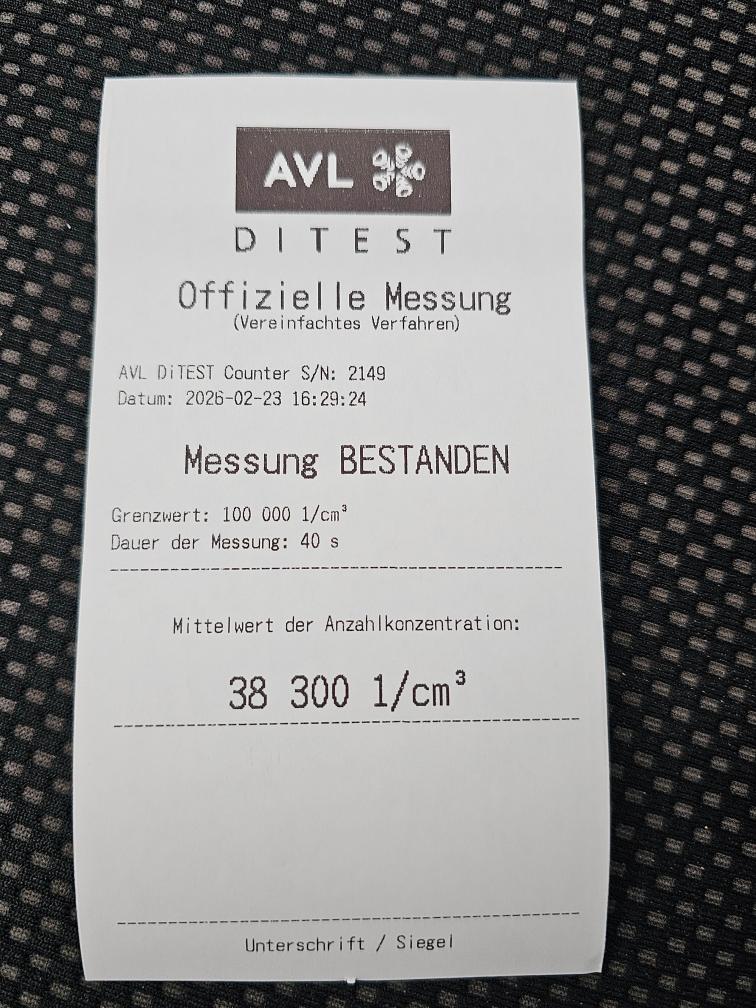 AVL
DITEST
Offizielle Messung
(Vereinfachtes Verfahren)
AVL DiTEST Counter S/N: 2149
Datum: 2026-02-23 16:29:24
Messung BESTANDEN
Grenzwert: 100 000 1/cm³
Dauer der Messung: 40 s
Mittelwert der Anzahlkonzentration:
38 300 1/cm³
Unterschrift / Siegel